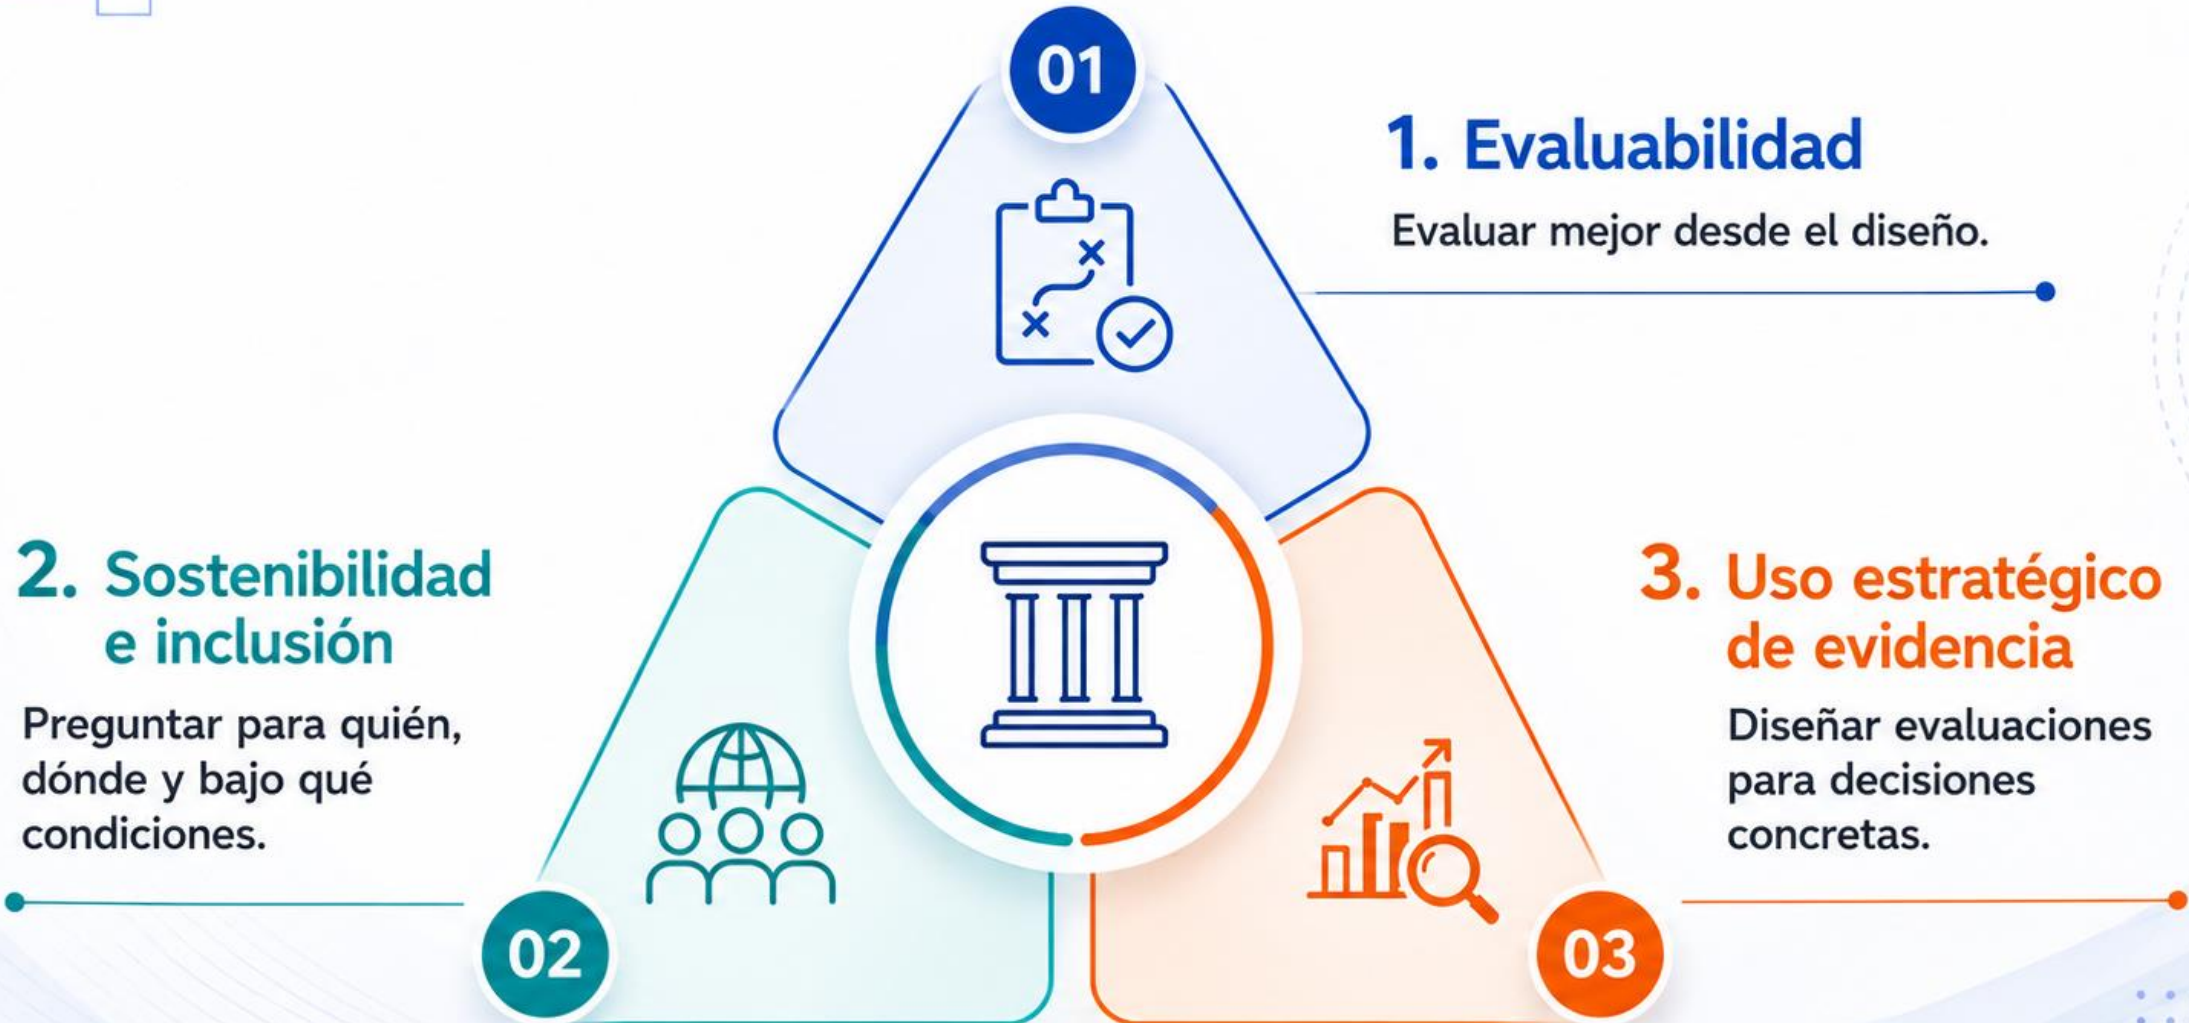 01
1. Evaluabilidad
Evaluar mejor desde el diseño.
2. Sostenibilidad
e inclusión
Preguntar para quién,
dónde y bajo qué
condiciones.
02
3. Uso estratégico
de evidencia
Diseñar evaluaciones
para decisiones
concretas.
03